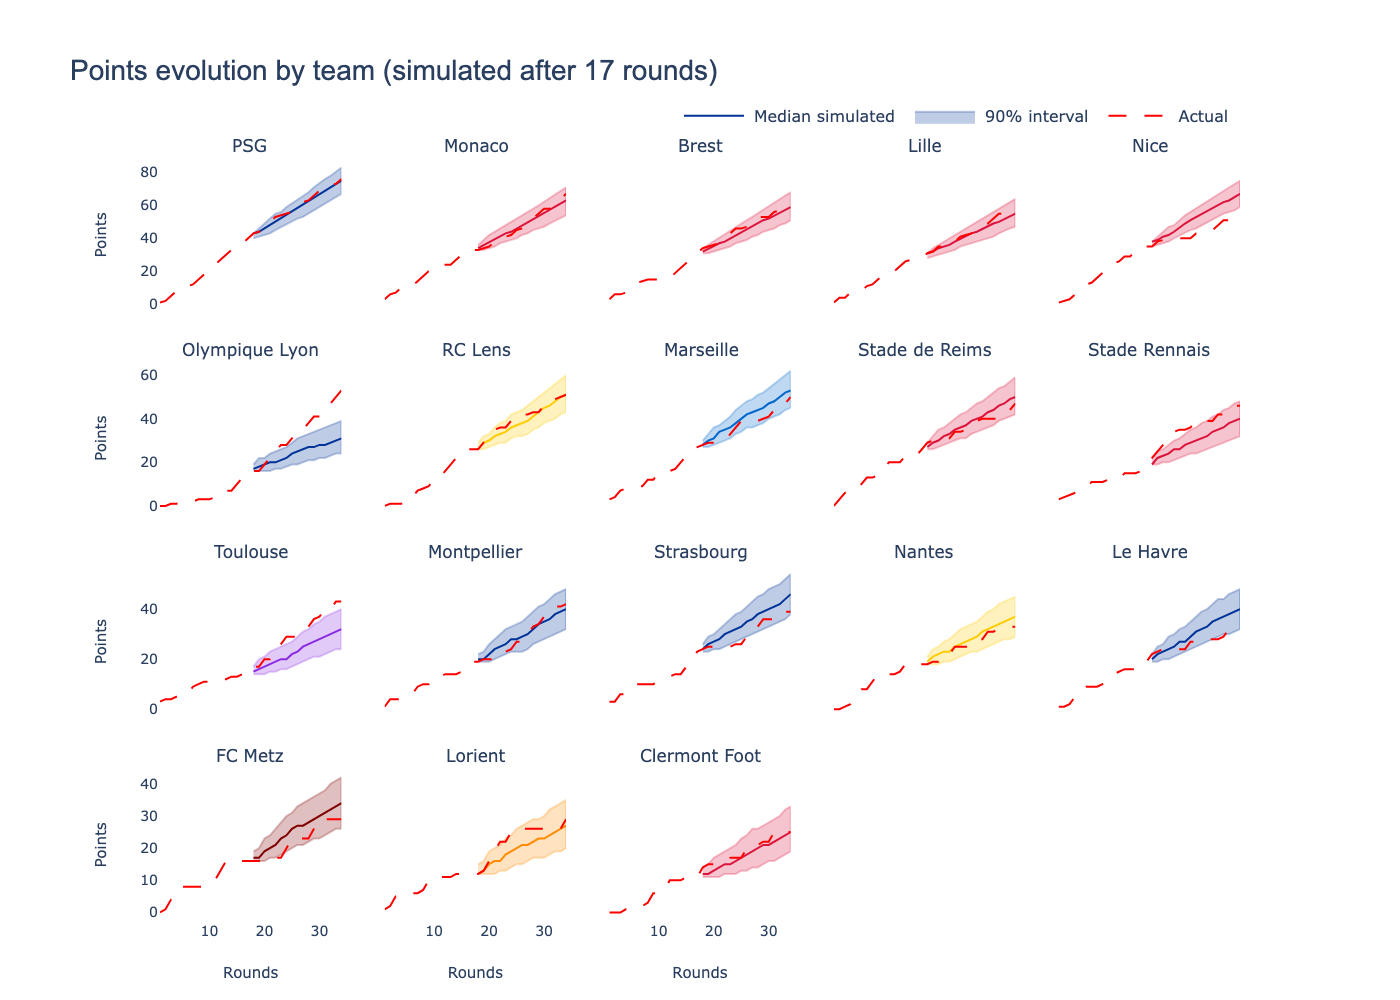 Points evolution by team (simulated after 17 rounds)
Median simulated 90% interval Actual
PSG Monaco Brest Lille Nice
80
60
40
20
0
Points
Olympique Lyon RC Lens Marseille Stade de Reims Stade Rennais
60
40
20
0
Points
Toulouse Montpellier Strasbourg Nantes Le Havre
40
20
0
Points
FC Metz Lorient Clermont Foot
40
30
20
10
0
Points
10 20 30 10 20 30 10 20 30
Rounds Rounds Rounds